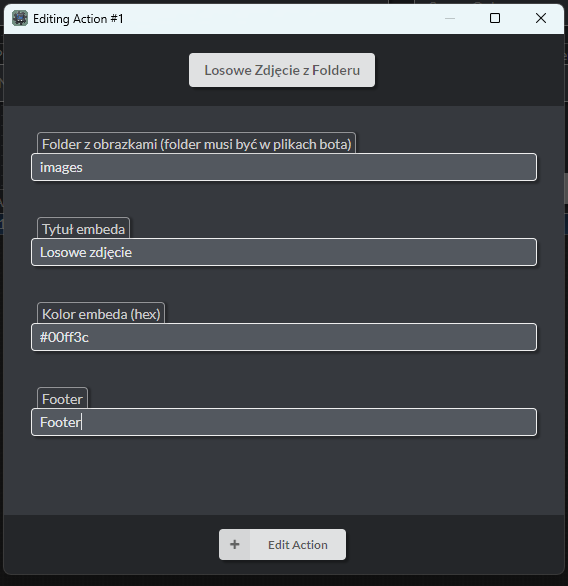 Editing Action #1
Losowe Zdjęcie z Folderu
Folder z obrazkami (folder musi być w plikach bota)
images
Tytuł embeda
Losowe zdjęcie
Kolor embeda (hex)
#00ff3c
Footer
Footer
Edit Action